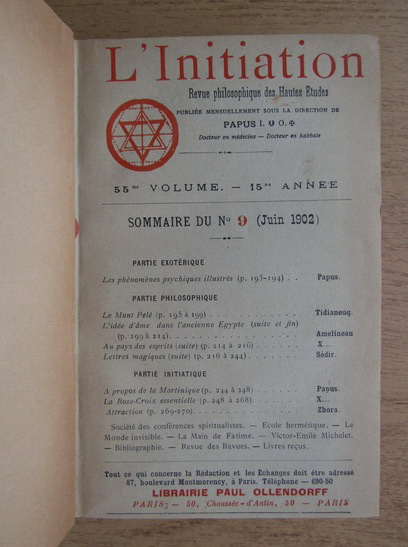 L'Initiation
Revue philosophique des Hautes Études
PUBLIÉE MENSUELLEMENT SOUS LA DIRECTION DE
PAPUS
Docteur en médecine — Docteur en kabbale
55me VOLUME. — 15me ANNÉE
SOMMAIRE DU No 9 (Juin 1902)
PARTIE EXOTÉRIQUE
Les phénomènes psychiques illustrés (p. 193-194) . . Papus.
PARTIE PHILOSOPHIQUE
Le Mont Pelé (p. 195 à 199) . . . . . . . . . . Tidianeuq.
L'idée d'âme dans l'ancienne Egypte (suite et fin)
(p. 199 à 214) . . . . . . . . . . . . . Amelineau
Au pays des esprits (suite) (p. 214 à 216) . . . . . X...
Lettres magiques (suite) (p. 216 à 244) . . . . . . Sédir.
PARTIE INITIATIQUE
A propos de la Martinique (p. 244 à 248) . . . . . Papus.
La Rose-Croix essentielle (p. 248 à 268) . . . . . . X...
Attraction (p. 269-270) . . . . . . . . . . . Zhora.
Société des conférences spiritualistes. — Ecole hermétique. — Le
Monde invisible. — La Main de Fatime. — Victor-Emile Michelet.
— Bibliographie. — Revue des Revues. — Livres reçus.
Tout ce qui concerne la Rédaction et les Échanges doit être adressé
87, boulevard Montmorency, à Paris. Téléphone — 690-50
LIBRAIRIE PAUL OLLENDORFF
PARIS — 50, Chaussée-d'Antin, 50 — PARIS